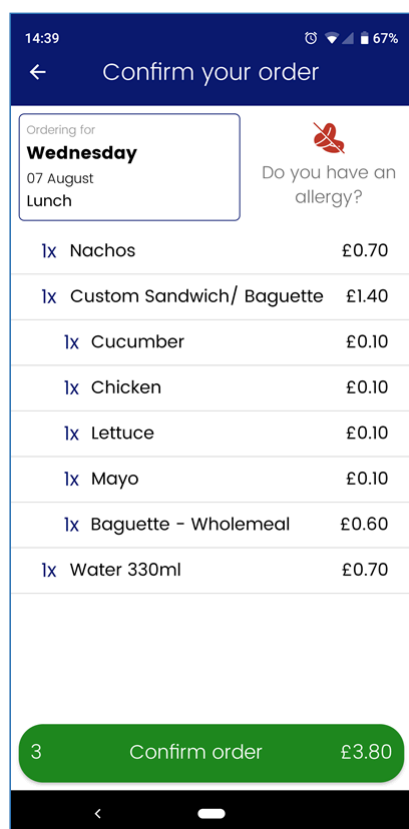 14:39 67%
Confirm your order
Ordering for
Wednesday
07 August
Lunch
Do you have an
allergy?
1x Nachos £0.70
1x Custom Sandwich/ Baguette £1.40
1x Cucumber £0.10
1x Chicken £0.10
1x Lettuce £0.10
1x Mayo £0.10
1x Baguette - Wholemeal £0.60
1x Water 330ml £0.70
3 Confirm order £3.80